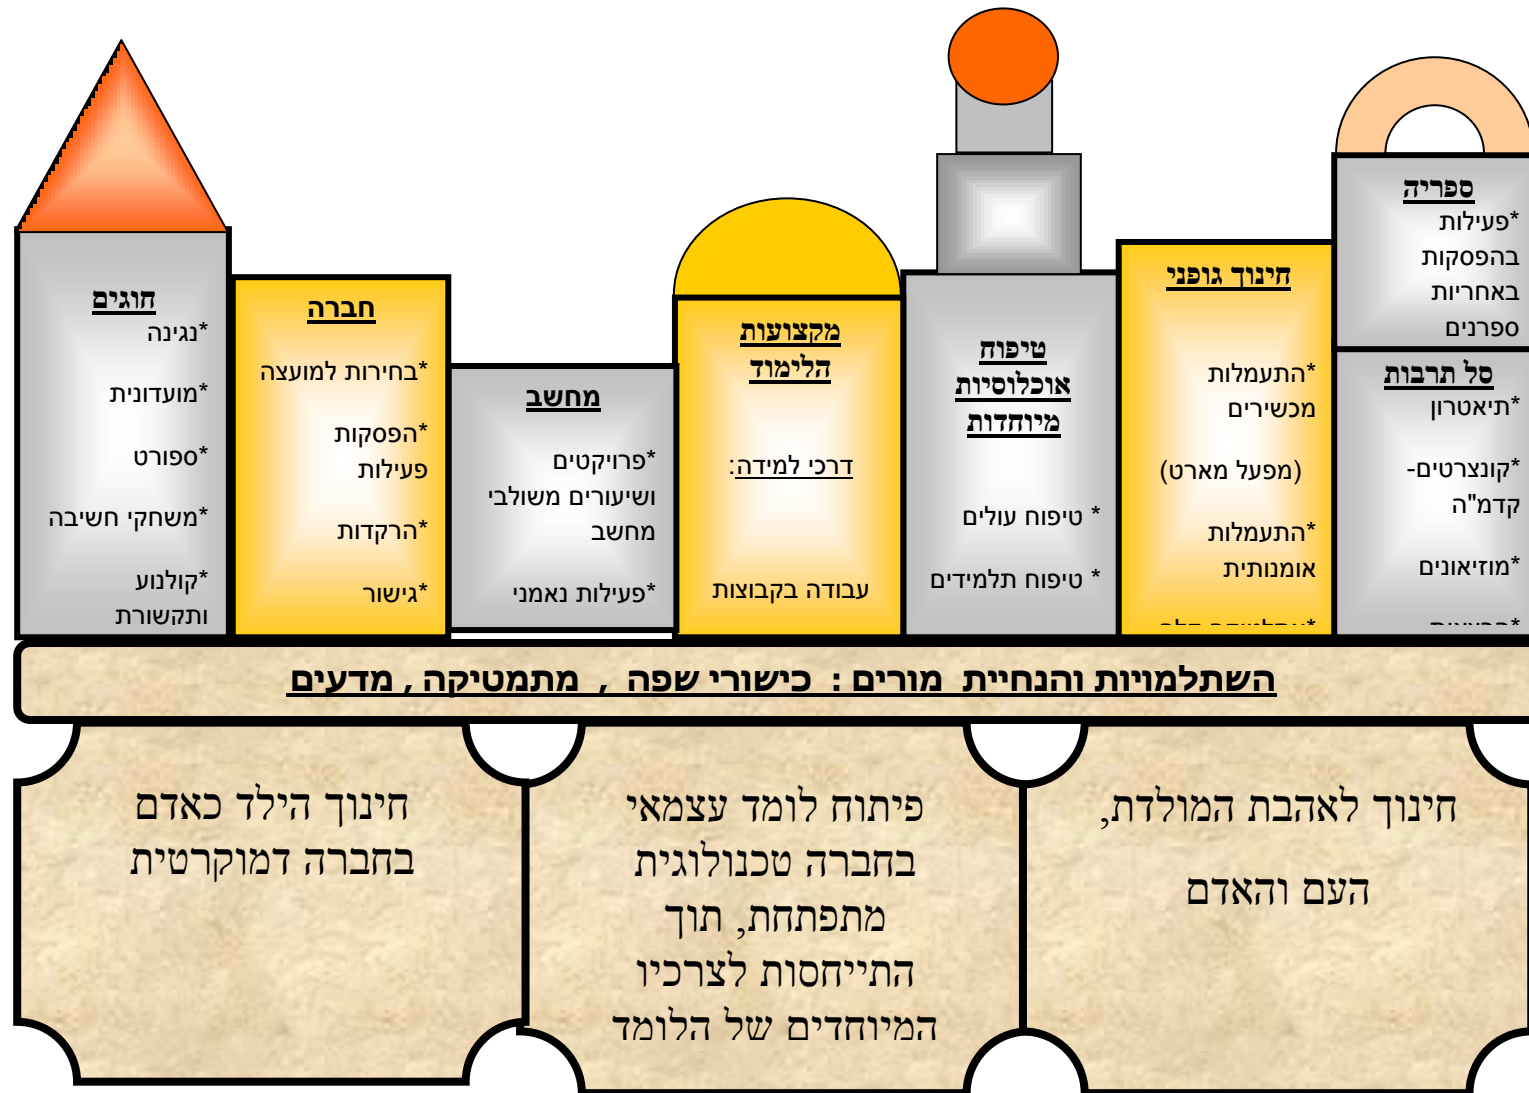 ספריה
*פעילות
בהפסקות
באחריות
ספרנים
סל תרבות
*תיאטרון
*קונצרטים-
קדמ"ה
*מוזיאונים
חינוך גופני
*התעמלות
מכשירים
(מפעל מארט)
*התעמלות
אומנותית
טיפוח
אוכלוסיות
מיוחדות
* טיפוח עולים
* טיפוח תלמידים
מקצועות
הלימוד
דרכי למידה:
עבודה בקבוצות
מחשב
*פרויקטים
ושיעורים משולבי
מחשב
*פעילות נאמני
חברה
*בחירות למועצה
*הפסקות
פעילות
*הרקדות
*גישור
חוגים
*נגינה
*מועדונית
*ספורט
*משחקי חשיבה
*קולנוע
ותקשורת
השתלמויות והנחיית מורים : כישורי שפה , מתמטיקה , מדעים
חינוך לאהבת המולדת,
העם והאדם
פיתוח לומד עצמאי
בחברה טכנולוגית
מתפתחת, תוך
התייחסות לצרכיו
המיוחדים של הלומד
חינוך הילד כאדם
בחברה דמוקרטית